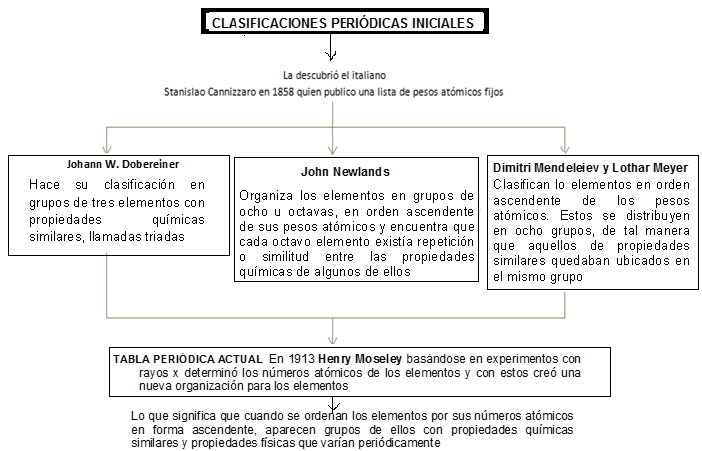 CLASIFICACIONES PERIÓDICAS INICIALES
La descubrió el italiano
Stanislao Cannizzaro en 1858 quien publico una lista de pesos atómicos fijos
Johann W. Dobereiner
Hace su clasificación en
grupos de tres elementos con
propiedades químicas
similares, llamadas triadas
John Newlands
Organiza los elementos en grupos de
ocho u octavas, en orden ascendente
de sus pesos atómicos y encuentra que
cada octavo elemento existía repetición
o similitud entre las propiedades
químicas de algunos de ellos
Dimitri Mendeleiev y Lothar Meyer
Clasifican lo elementos en orden
ascendente de los pesos
atómicos. Estos se distribuyen
en ocho grupos, de tal manera
que aquellos de propiedades
similares quedaban ubicados en
el mismo grupo
TABLA PERIÓDICA ACTUAL En 1913 Henry Moseley basándose en experimentos con
rayos x determinó los números atómicos de los elementos y con estos creó una
nueva organización para los elementos
Lo que significa que cuando se ordenan los elementos por sus números atómicos
en forma ascendente, aparecen grupos de ellos con propiedades químicas
similares y propiedades físicas que varían periódicamente